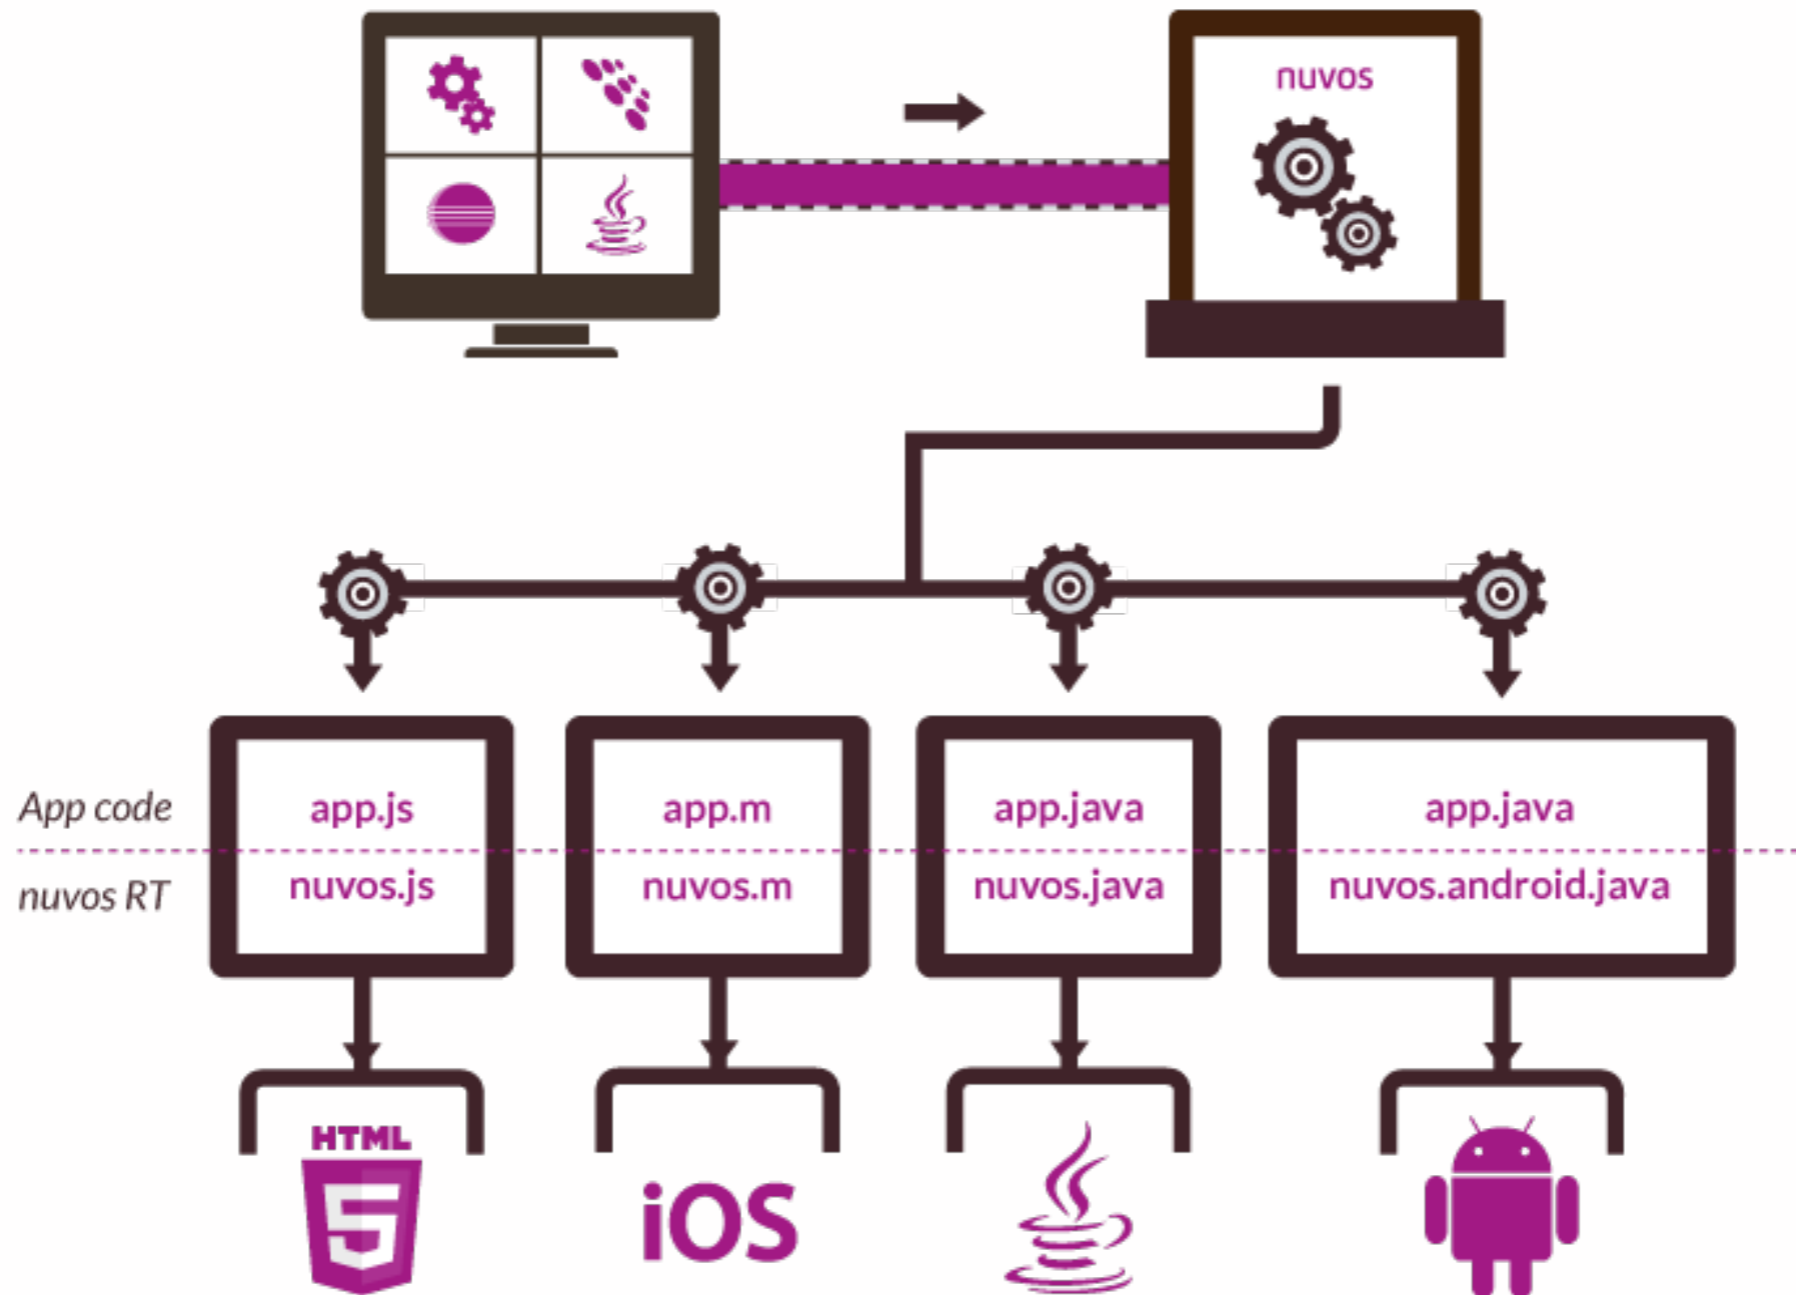 nuvos
App code
app.js
app.m
app.java
app.java
nuvos RT
nuvos.js
nuvos.m
nuvos.java
nuvos.android.java
HTML
5
iOS